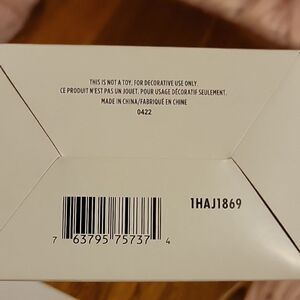 THIS IS NOT A TOY. FOR DECORATIVE USE ONLY.
CE PRODUIT N'EST PAS UN JOUET. POUR USAGE DÉCORATIF SEULEMENT.
MADE IN CHINA/FABRIQUÉ EN CHINE
0422
1HAJ1869
7 63795 75737 4